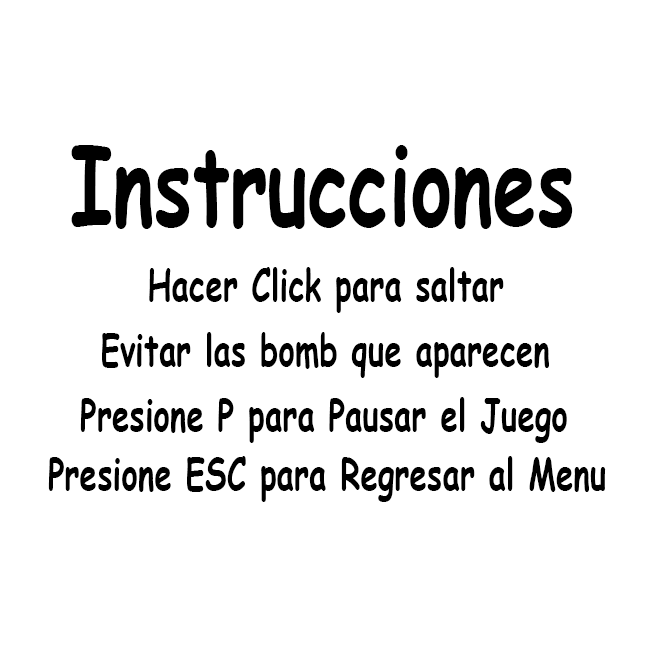 Instrucciones
Hacer Click para saltar
Evitar las bomb que aparecen
Presione P para Pausar el Juego
Presione ESC para Regresar al Menu